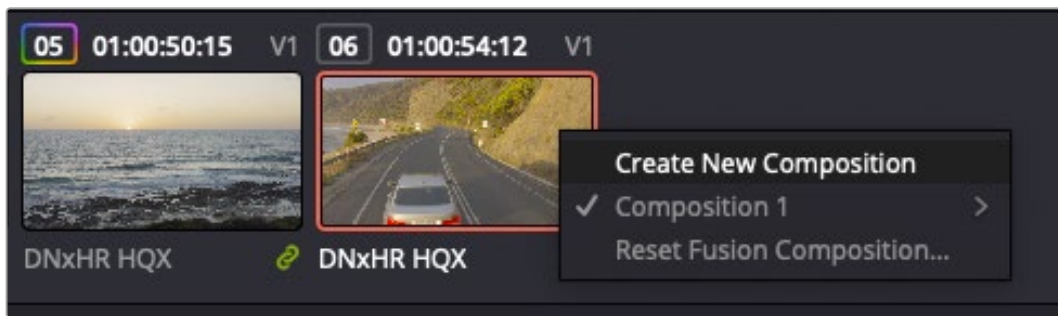 05 01:00:50:15 V1 06 01:00:54:12 V1
Create New Composition
Composition 1
Reset Fusion Composition...
DNxHR HQX DNxHR HQX